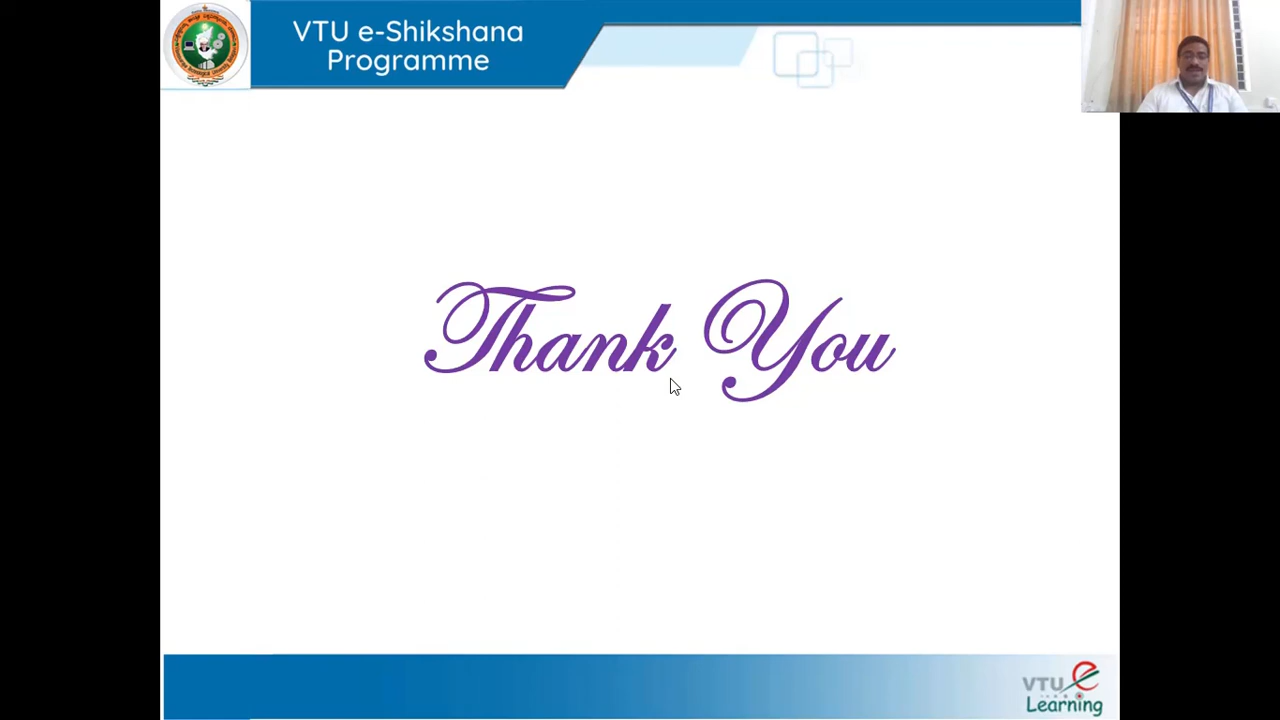 VTU e-Shikshana
Programme
Thank You
VTU e
Learning